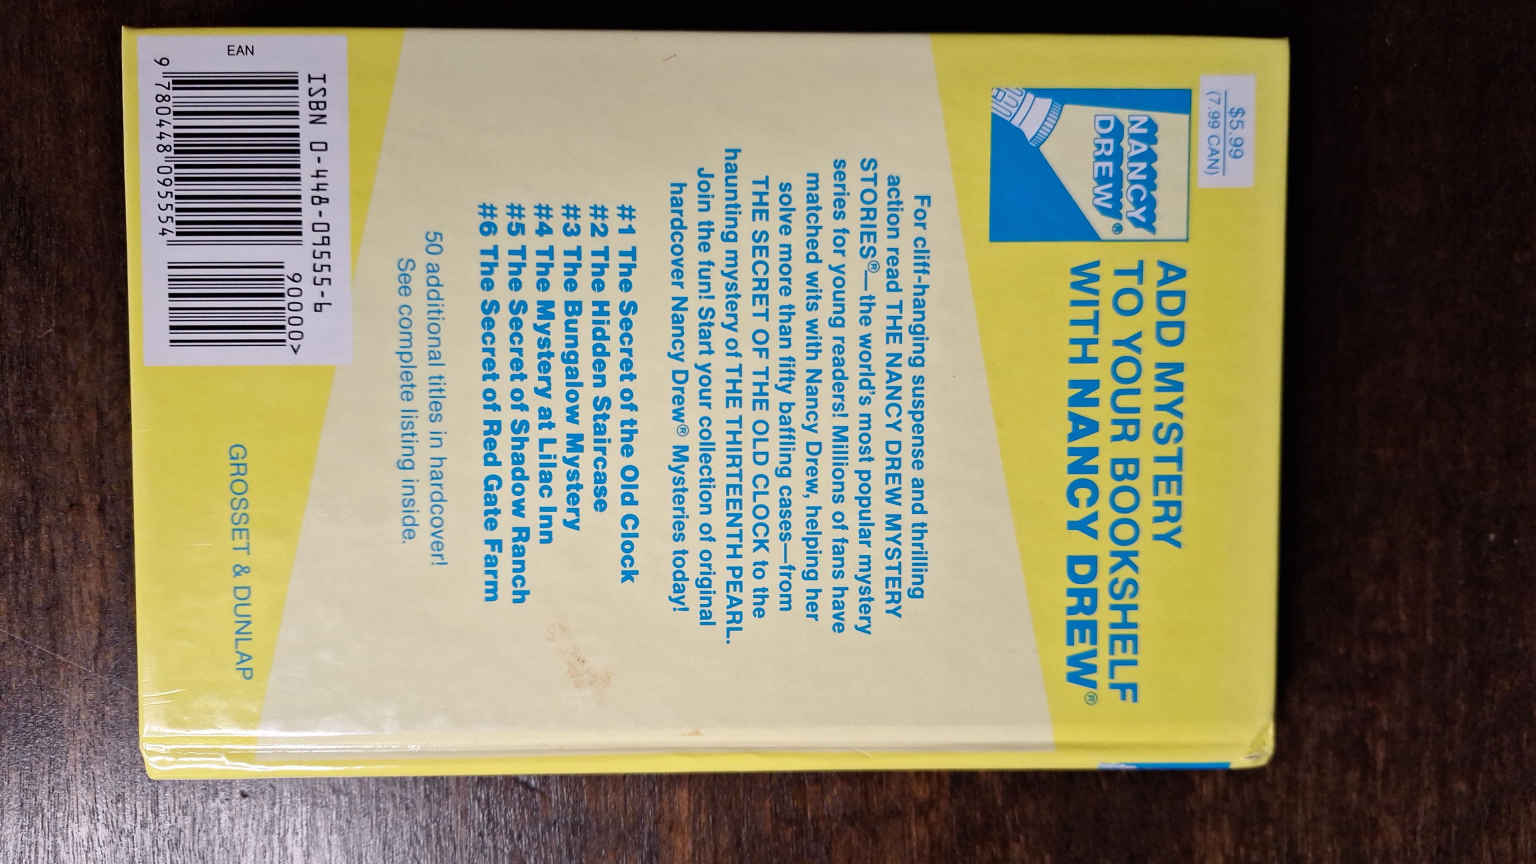 $5.99
(7.99 CAN)
NANCY
DREW®
ADD MYSTERY
TO YOUR BOOKSHELF
WITH NANCY DREW®
For cliff-hanging suspense and thrilling
action read THE NANCY DREW MYSTERY
STORIES®—the world's most popular mystery
series for young readers! Millions of fans have
matched wits with Nancy Drew, helping her
solve more than fifty baffling cases—from
THE SECRET OF THE OLD CLOCK to the
haunting mystery of THE THIRTEENTH PEARL.
Join the fun! Start your collection of original
hardcover Nancy Drew® Mysteries today!
#1 The Secret of the Old Clock
#2 The Hidden Staircase
#3 The Bungalow Mystery
#4 The Mystery at Lilac Inn
#5 The Secret of Shadow Ranch
#6 The Secret of Red Gate Farm
50 additional titles in hardcover!
See complete listing inside.
EAN
ISBN 0-448-09555-6
90000>
9 780448 095554
GROSSET & DUNLAP